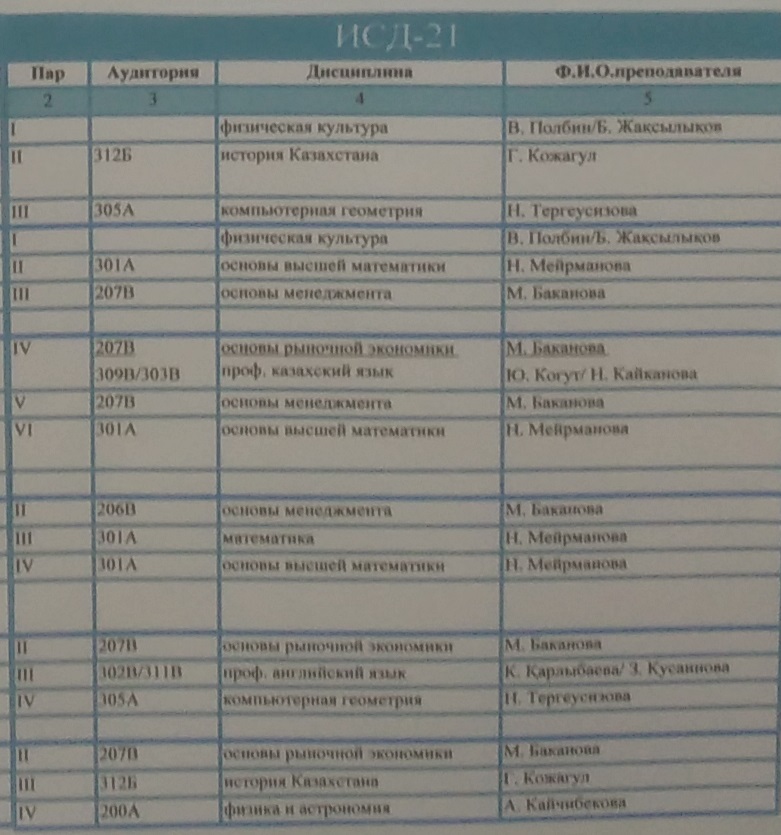 ИСД-21
Пар Аудитория Дисциплина Ф.И.О.преподавателя
2 3 4 5
I физическая культура В. Полбин/Б. Жаксылыков
II 312Б история Казахстана Г. Кожагул
III 305А компьютерная геометрия Н. Тергеусизова
I физическая культура В. Полбин/Б. Жаксылыков
II 301А основы высшей математики Н. Мейрманова
III 207В основы менеджмента М. Баканова
IV 207В основы рыночной экономики М. Баканова
309В/303В проф. казахский язык Ю. Когут/ Н. Кайканова
V 207В основы менеджмента М. Баканова
VI 301А основы высшей математики Н. Мейрманова
II 206В основы менеджмента М. Баканова
III 301А математика Н. Мейрманова
IV 301А основы высшей математики Н. Мейрманова
II 207В основы рыночной экономики М. Баканова
III 302В/311В проф. английский язык К. Қарлыбаева/ З. Кусаинова
IV 305А компьютерная геометрия Н. Тергеусизова
II 207В основы рыночной экономики М. Баканова
III 312Б история Казахстана Г. Кожагул
IV 200А физика и астрономия А. Кайчибекова